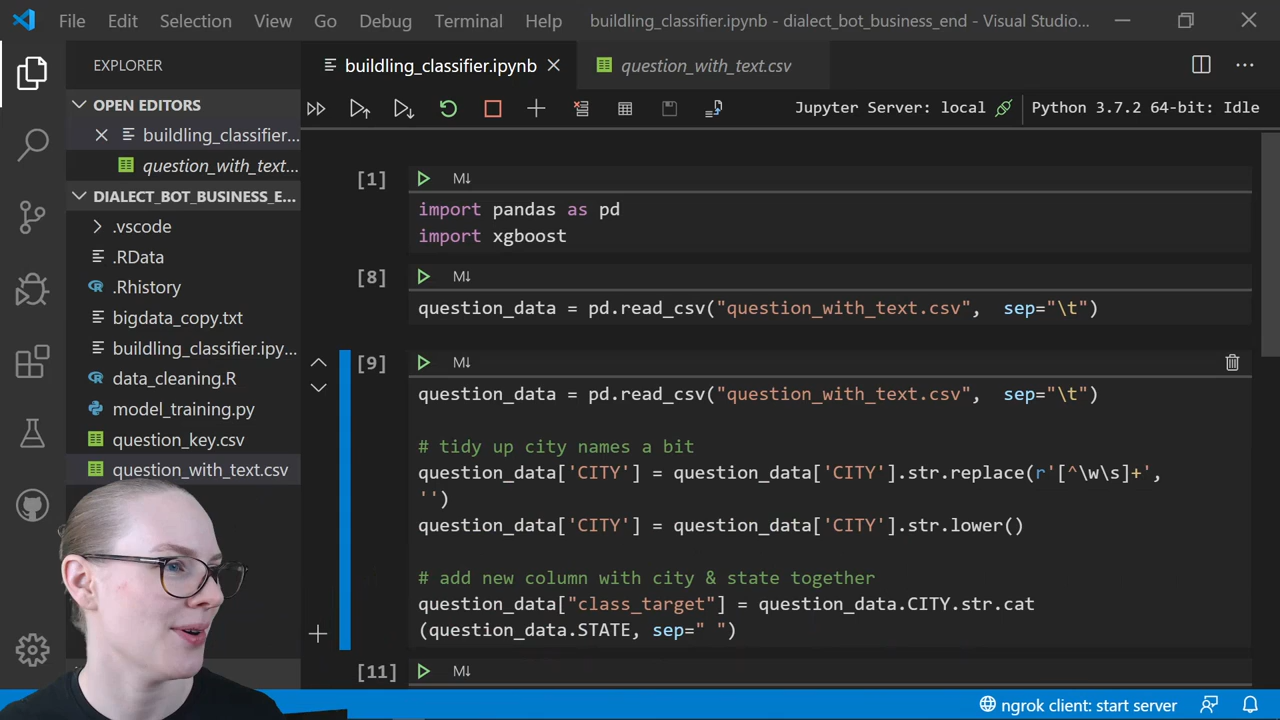 File Edit Selection View Go Debug Terminal Help buildling_classifier.ipynb - dialect_bot_business_end - Visual Studio...
EXPLORER
OPEN EDITORS
buildling_classifier...
question_with_text...
DIALECT_BOT_BUSINESS_E...
.vscode
.RData
.Rhistory
bigdata_copy.txt
buildling_classifier.ipy...
data_cleaning.R
model_training.py
question_key.csv
question_with_text.csv
buildling_classifier.ipynb
question_with_text.csv
Jupyter Server: local
Python 3.7.2 64-bit: Idle
[1]
M↓
import pandas as pd
import xgboost
[8]
M↓
question_data = pd.read_csv("question_with_text.csv", sep="\t")
[9]
M↓
question_data = pd.read_csv("question_with_text.csv", sep="\t")
# tidy up city names a bit
question_data['CITY'] = question_data['CITY'].str.replace(r'[^\w\s]+',
'')
question_data['CITY'] = question_data['CITY'].str.lower()
# add new column with city & state together
question_data["class_target"] = question_data.CITY.str.cat
(question_data.STATE, sep=" ")
[11]
M↓
ngrok client: start server